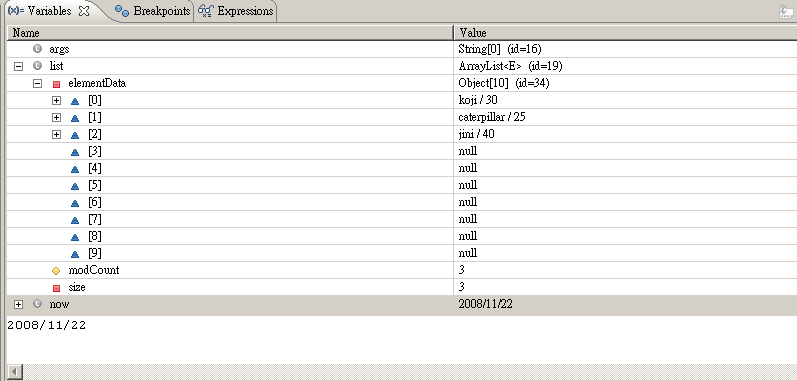 (x)= Variables Breakpoints Expressions
Name Value
args String[0] (id=16)
list ArrayList<E> (id=19)
elementData Object[10] (id=34)
[0] koji / 30
[1] caterpillar / 25
[2] jini / 40
[3] null
[4] null
[5] null
[6] null
[7] null
[8] null
[9] null
modCount 3
size 3
now 2008/11/22
2008/11/22